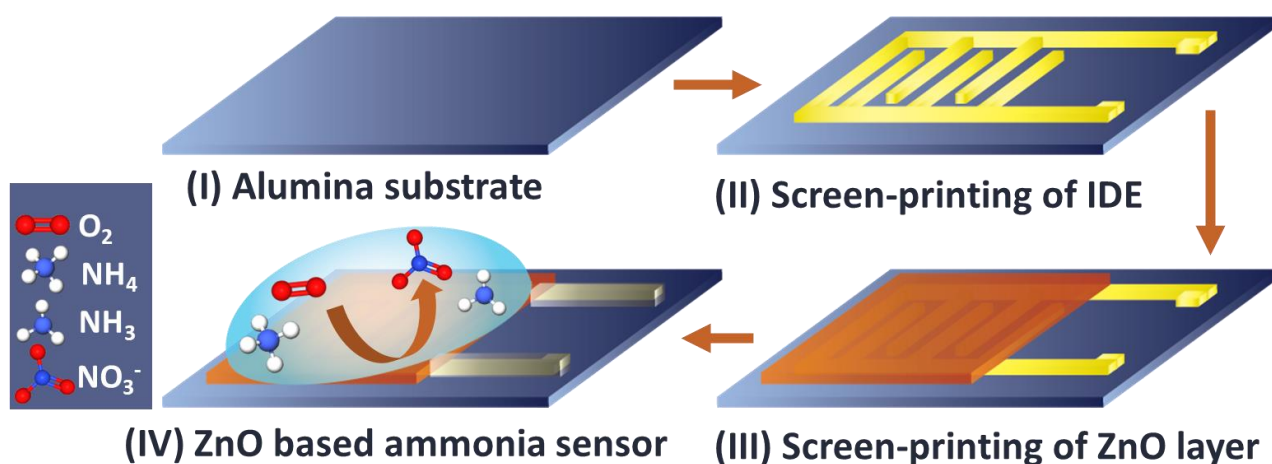 (I) Alumina substrate
(II) Screen-printing of IDE
O₂
NH₄
NH₃
NO₃⁻
(IV) ZnO based ammonia sensor
(III) Screen-printing of ZnO layer